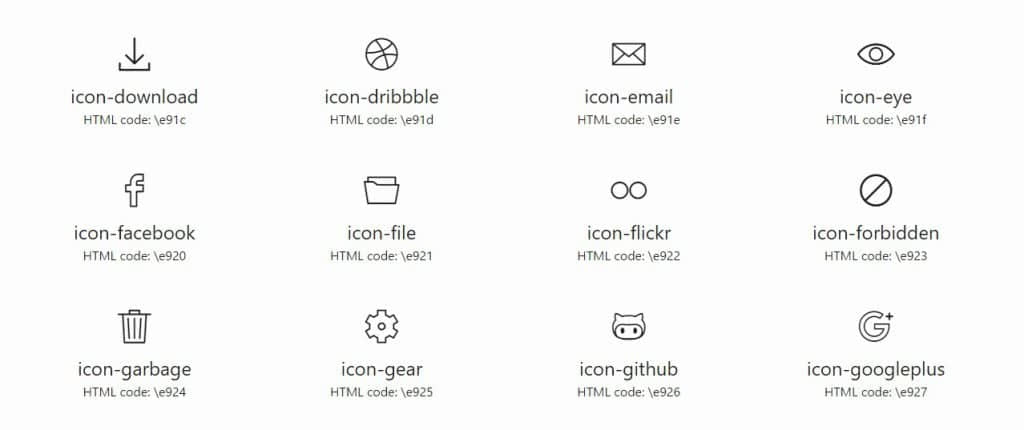 icon-download
HTML code: \e91c
icon-dribbble
HTML code: \e91d
icon-email
HTML code: \e91e
icon-eye
HTML code: \e91f
icon-facebook
HTML code: \e920
icon-file
HTML code: \e921
icon-flickr
HTML code: \e922
icon-forbidden
HTML code: \e923
icon-garbage
HTML code: \e924
icon-gear
HTML code: \e925
icon-github
HTML code: \e926
icon-googleplus
HTML code: \e927